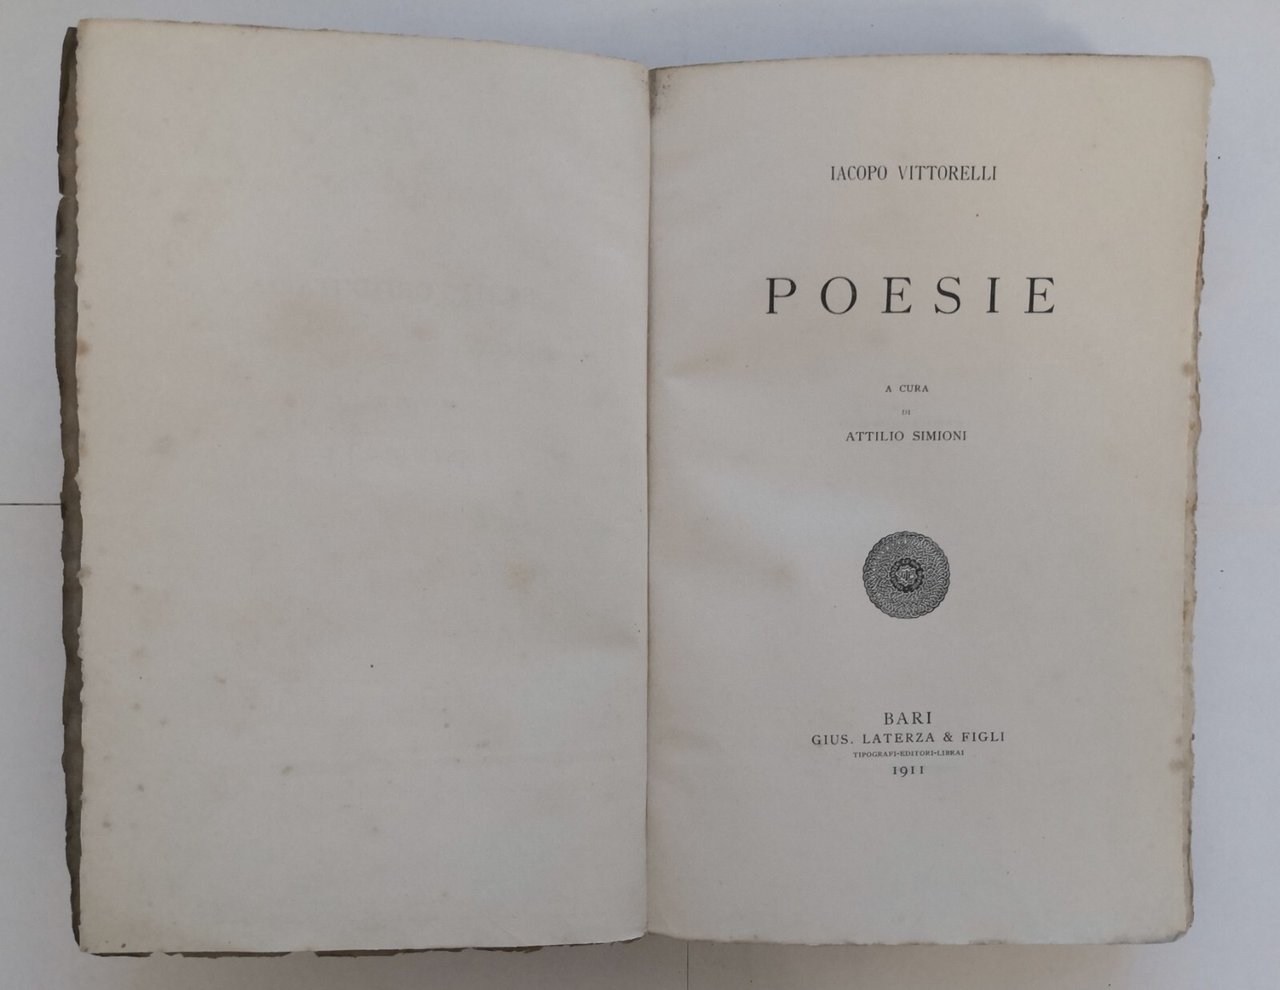 IACOPO VITTORELLI
POESIE
A CURA
DI
ATTILIO SIMIONI
BARI
GIUS. LATERZA & FIGLI
TIPOGRAFI-EDITORI-LIBRAI
1911